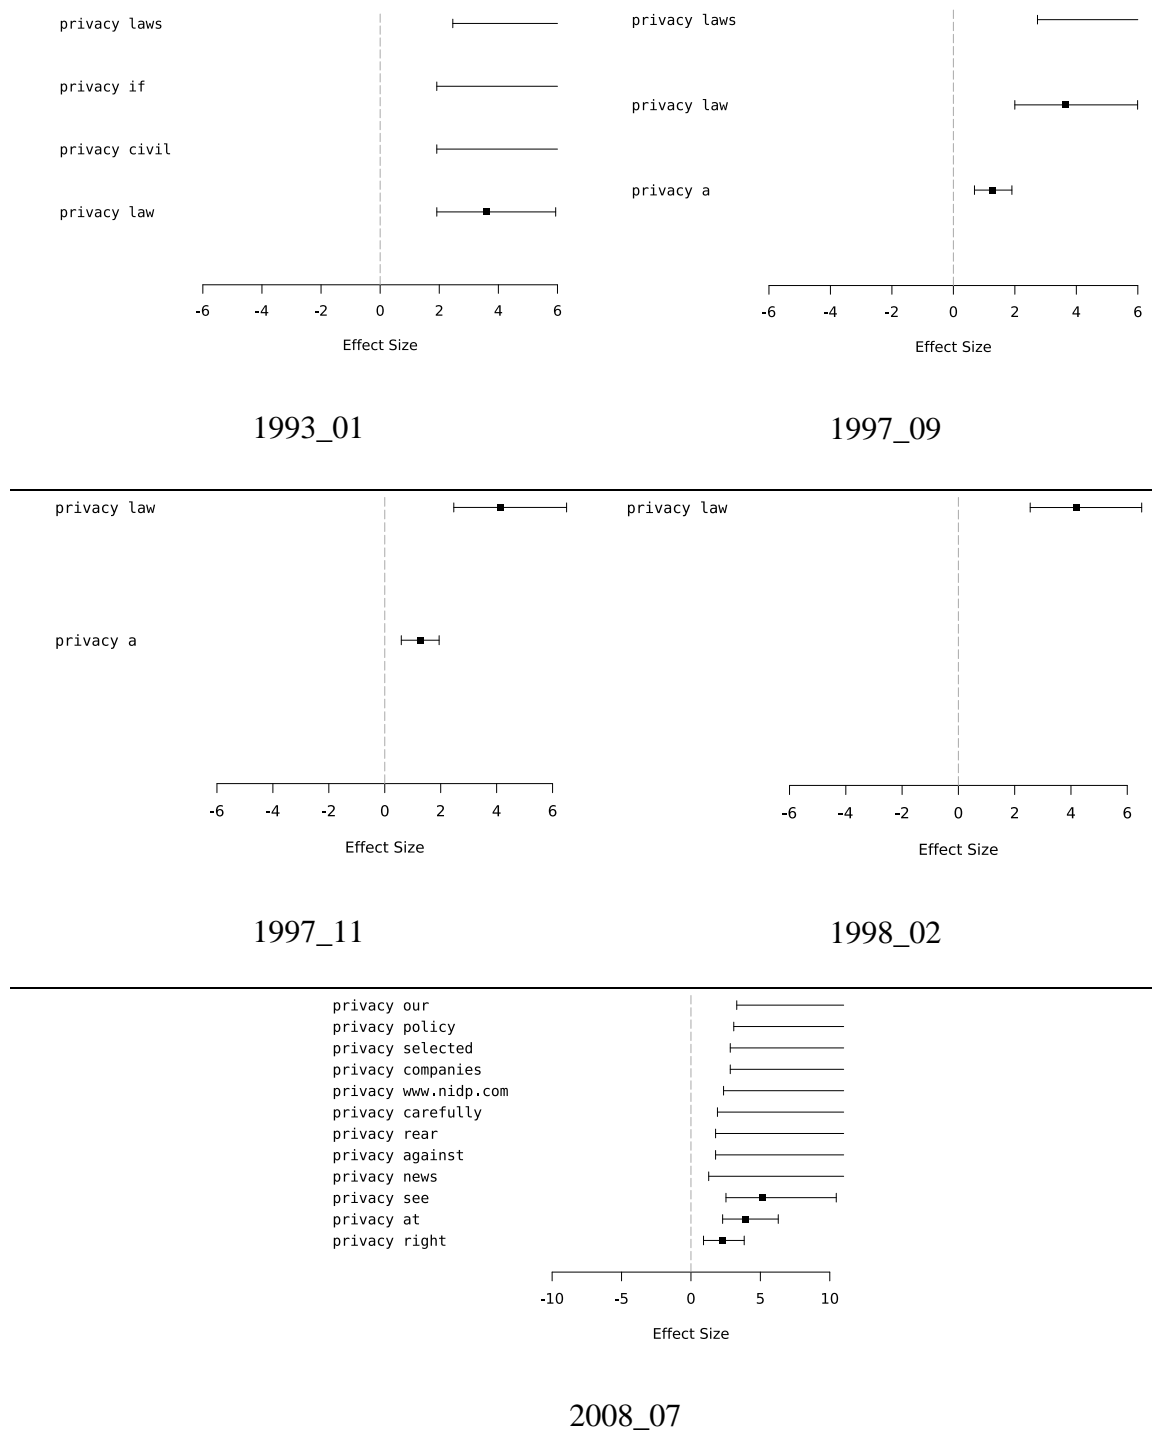 privacy laws
privacy if
privacy civil
privacy law
-6 -4 -2 0 2 4 6
Effect Size
1993_01
privacy laws
privacy law
privacy a
-6 -4 -2 0 2 4 6
Effect Size
1997_09
privacy law
privacy a
-6 -4 -2 0 2 4 6
Effect Size
1997_11
privacy law
-6 -4 -2 0 2 4 6
Effect Size
1998_02
privacy our
privacy policy
privacy selected
privacy companies
privacy www.nidp.com
privacy carefully
privacy rear
privacy against
privacy news
privacy see
privacy at
privacy right
-10 -5 0 5 10
Effect Size
2008_07